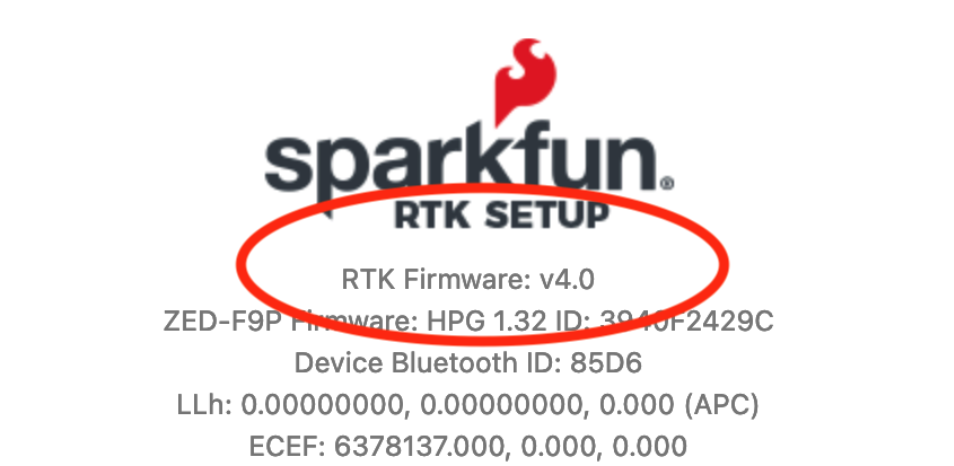 sparkfun®
RTK SETUP
RTK Firmware: v4.0
ZED-F9P Firmware: HPG 1.32 ID: 3940F2429C
Device Bluetooth ID: 85D6
LLh: 0.00000000, 0.00000000, 0.000 (APC)
ECEF: 6378137.000, 0.000, 0.000